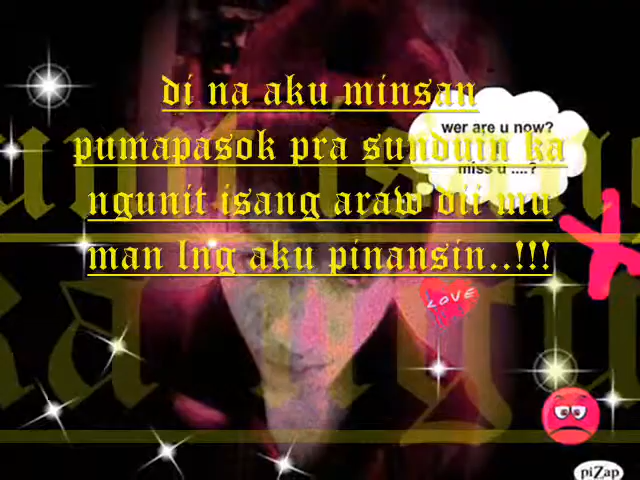 di na aku minsan
wer are u now?
pumapasok pra sunduin ka
miss u ....?
ngunit isang araw dii mu
man lng aku pinansin..!!!
LOVE
piZap